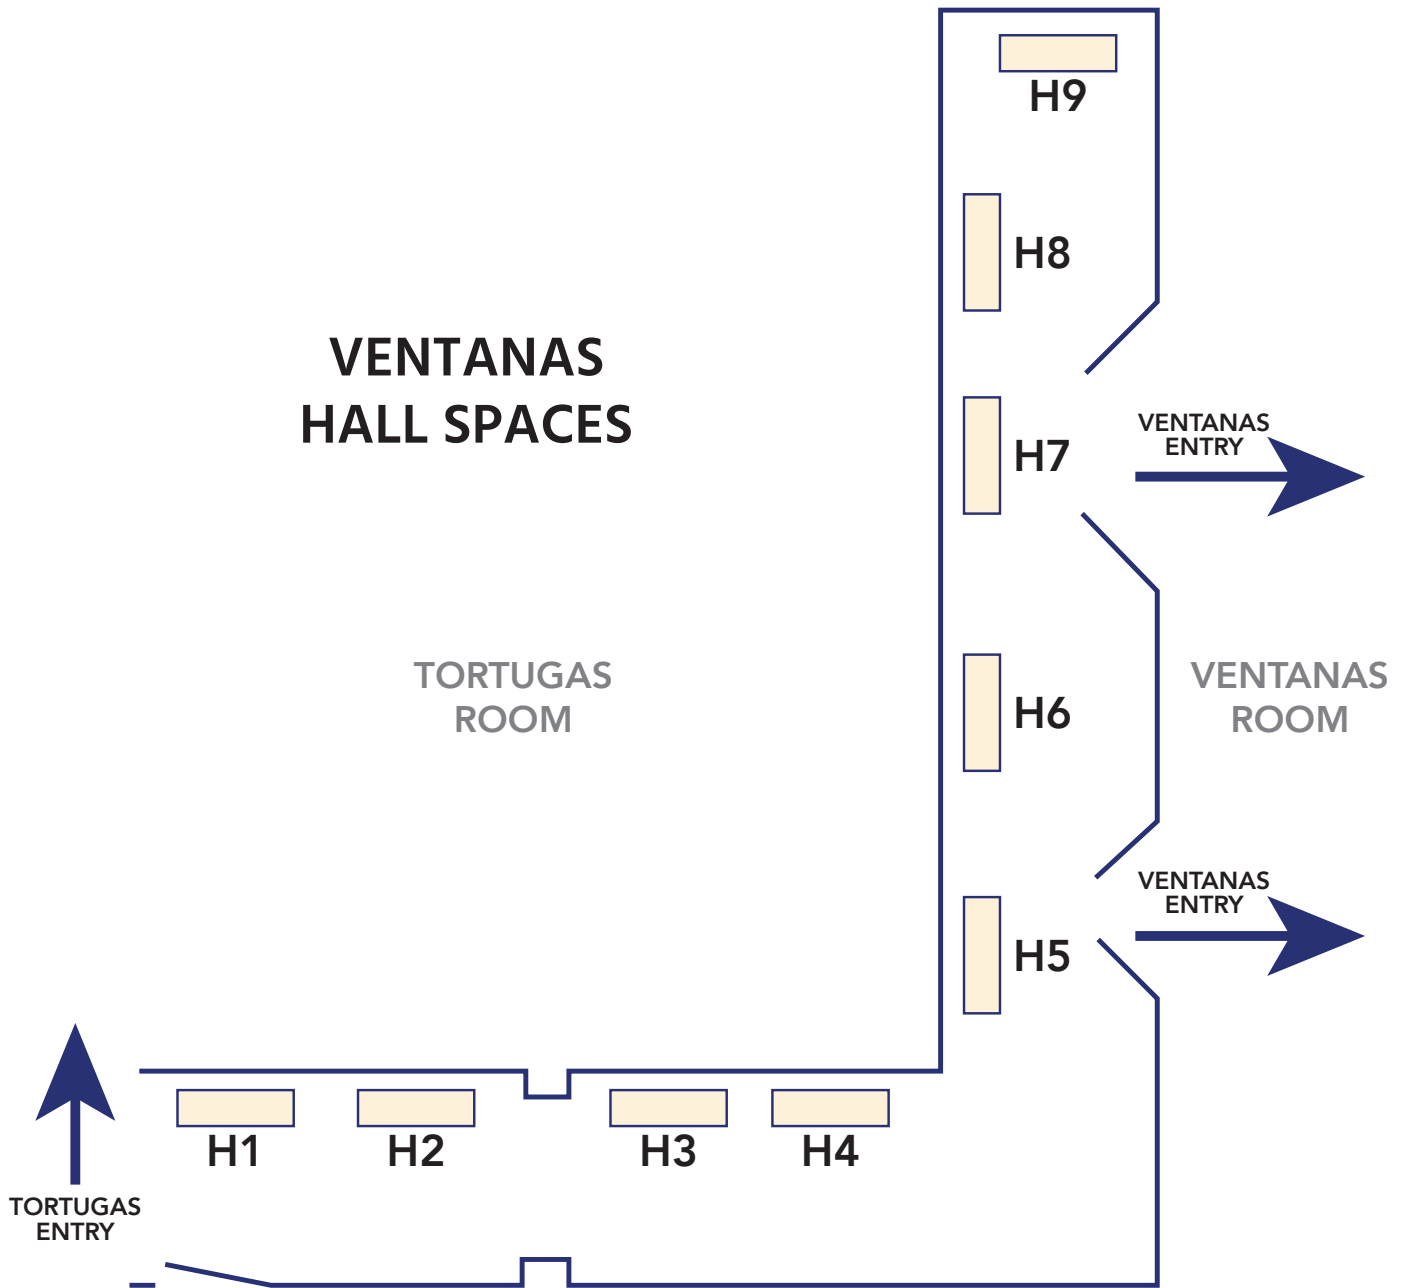 H9
H8
VENTANAS
HALL SPACES
VENTANAS
ENTRY
H7
TORTUGAS
ROOM
H6
VENTANAS
ROOM
VENTANAS
ENTRY
H5
H1
H2
H3
H4
TORTUGAS
ENTRY